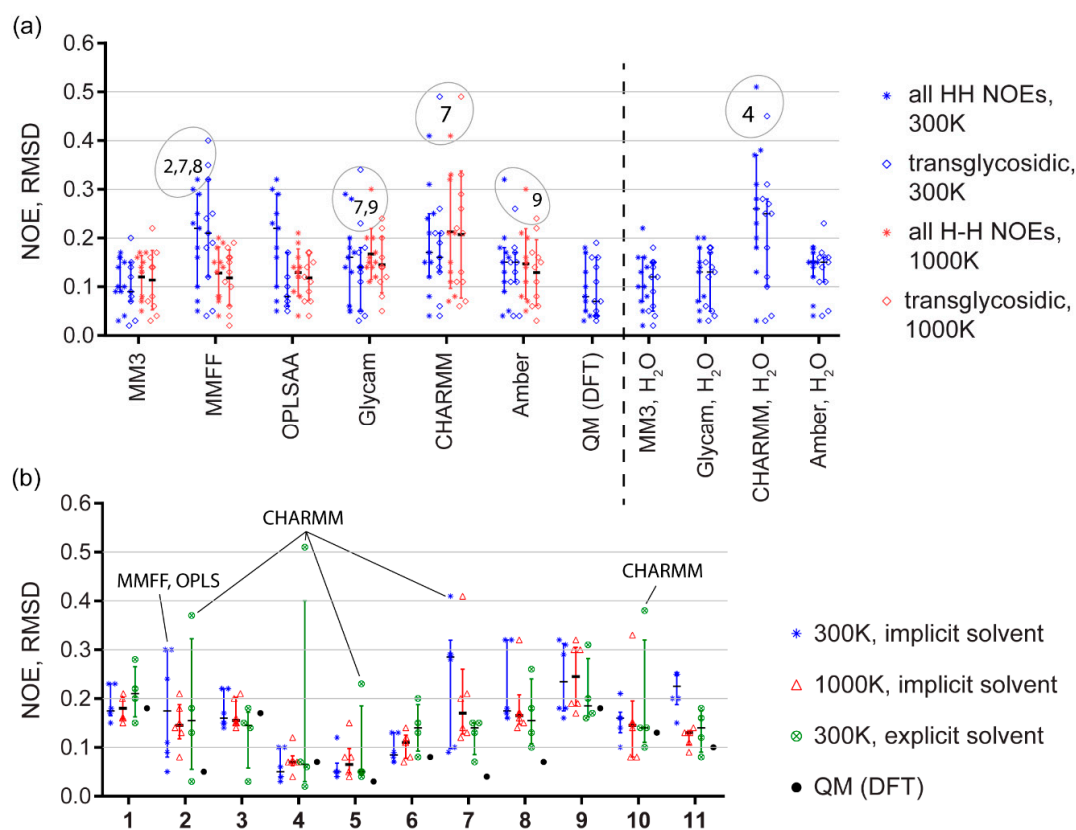 (a)
NOE, RMSD
0.6
0.5
0.4
0.3
0.2
0.1
0.0
2,7,8
7,9
7
9
4
MM3
MMFF
OPLSAA
Glycam
CHARMM
Amber
QM (DFT)
MM3, H₂O
Glycam, H₂O
CHARMM, H₂O
Amber, H₂O
all HH NOEs,
300K
transglycosidic,
300K
all H-H NOEs,
1000K
transglycosidic,
1000K
(b)
NOE, RMSD
0.6
0.5
0.4
0.3
0.2
0.1
0.0
CHARMM
MMFF, OPLS
CHARMM
1 2 3 4 5 6 7 8 9 10 11
300K, implicit solvent
1000K, implicit solvent
300K, explicit solvent
QM (DFT)